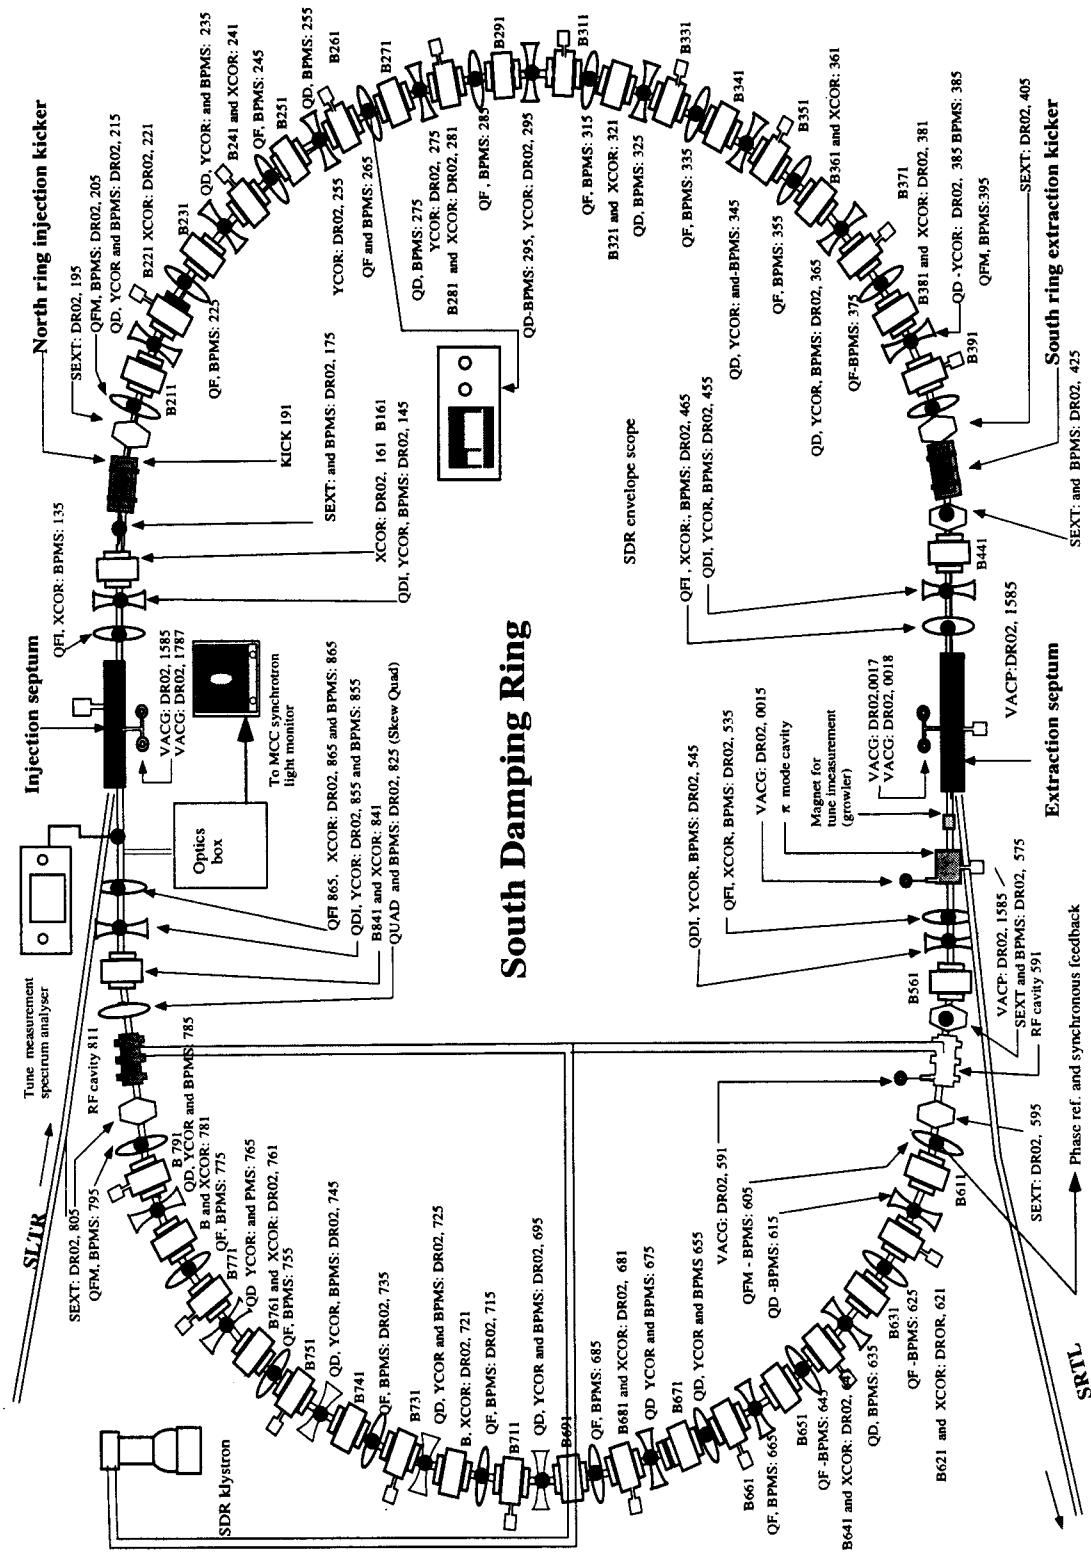 South Damping Ring
North ring injection kicker
SEXT: DR02, 195
QFM, BPMS: DR02, 205
QD, YCOR and BPMS: DR02, 215
B221 XCOR: DR02, 221
B231
QD, YCOR: and BPMS: 235
B241 and XCOR: 241
QF, BPMS: 245
B251
QD, BPMS: 255
B261
B271
B291
B311
B331
B341
B351
B361 and XCOR: 361
B371
B381 and XCOR: DR02, 381
QD -YCOR: DR02, 385 BPMS: 385
QFM, BPMS:395
SEXT: DR02, 405
South ring extraction kicker
SEXT: and BPMS: DR02, 425
B391
B211
QF, BPMS: 225
YCOR: DR02, 255
QF and BPMS: 265
QD, BPMS: 275
YCOR: DR02, 275
B281 and XCOR: DR02, 281
QF, BPMS: 285
QD-BPMS: 295, YCOR: DR02, 295
QF, BPMS: 315
B321 and XCOR: 321
QD, BPMS: 325
QF, BPMS: 335
QD, YCOR: and-BPMS: 345
QF, BPMS: 355
QD, YCOR, BPMS: DR02, 365
QF-BPMS: 375
KICK 191
SEXT: and BPMS: DR02, 175
XCOR: DR02, 161 B161
QDI, YCOR, BPMS: DR02, 145
SDR envelope scope
QFI, XCOR:, BPMS: DR02, 465
QDI, YCOR, BPMS: DR02, 455
B441
VACP:DR02, 1585
QFI, XCOR: BPMS: 135
Injection septum
VACG: DR02, 1585
VACG: DR02, 1787
To MCC synchrotron
light monitor
Optics
box
Extraction septum
VACG: DR02,0017
VACG: DR02, 0018
Magnet for
tune imeasurement
(growler)
π mode cavity
VACG: DR02, 0015
QFI, XCOR, BPMS: DR02, 535
QDI, YCOR, BPMS: DR02, 545
B561
VACP: DR02, 1585
SEXT and BPMS: DR02, 575
RF cavity 591
QFI 865, XCOR: DR02, 865 and BPMS: 865
QDI, YCOR: DR02, 855 and BPMS: 855
B841 and XCOR: 841
QUAD and BPMS: DR02, 825 (Skew Quad)
Tune measurement
spectrum analyser
RF cavity 811
SLTR
SEXT: DR02, 805
QFM, BPMS: 795
B 791
QD, YCOR and BPMS: 785
B and XCOR: 781
QF, BPMS: 775
B771
QD YCOR: and PMS: 765
B761 and XCOR: DR02, 761
QF, BPMS: 755
B751
QD, YCOR, BPMS: DR02, 745
B741
QF, BPMS: DR02, 735
B731
QD, YCOR and BPMS: DR02, 725
B, XCOR: DR02, 721
QF, BPMS: DR02, 715
B711
QD, YCOR and BPMS: DR02, 695
B691
QF, BPMS: 685
B681 and XCOR: DR02, 681
QD YCOR and BPMS: 675
B671
QD, YCOR and BPMS 655
B661
QF, BPMS: 665
B651
QF -BPMS: 645
B641 and XCOR: DR02,
QD, BPMS: 635
B631
QF -BPMS: 625
B621 and XCOR: DROR, 621
B611
QD -BPMS: 615
QFM - BPMS: 605
VACG: DR02, 591
SEXT: DR02, 595
Phase ref. and synchronous feedback
SRTL
SDR klystron